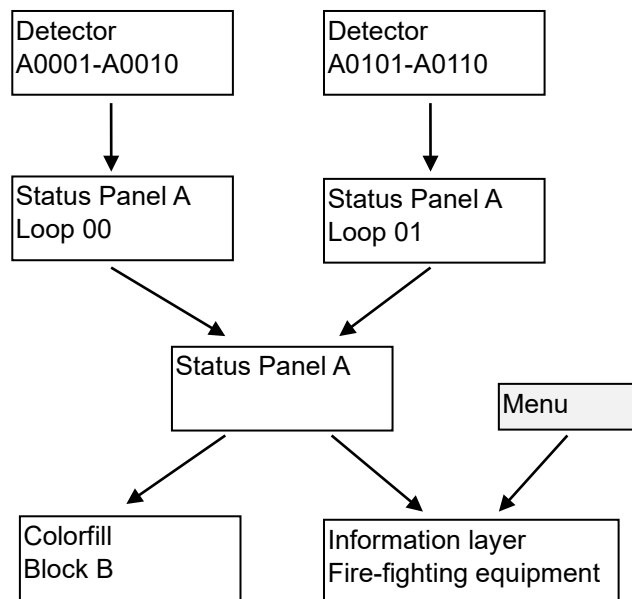 Detector
A0001-A0010
Detector
A0101-A0110
Status Panel A
Loop 00
Status Panel A
Loop 01
Status Panel A
Menu
Colorfill
Block B
Information layer
Fire-fighting equipment